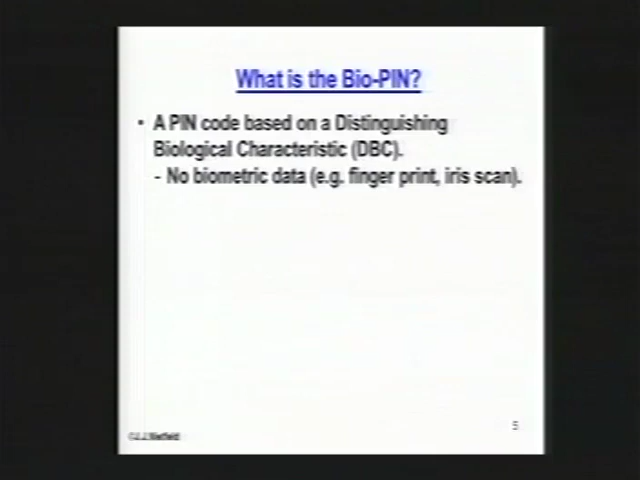 What is the Bio-PIN?
• A PIN code based on a Distinguishing
Biological Characteristic (DBC).
- No biometric data (e.g. finger print, iris scan).
5